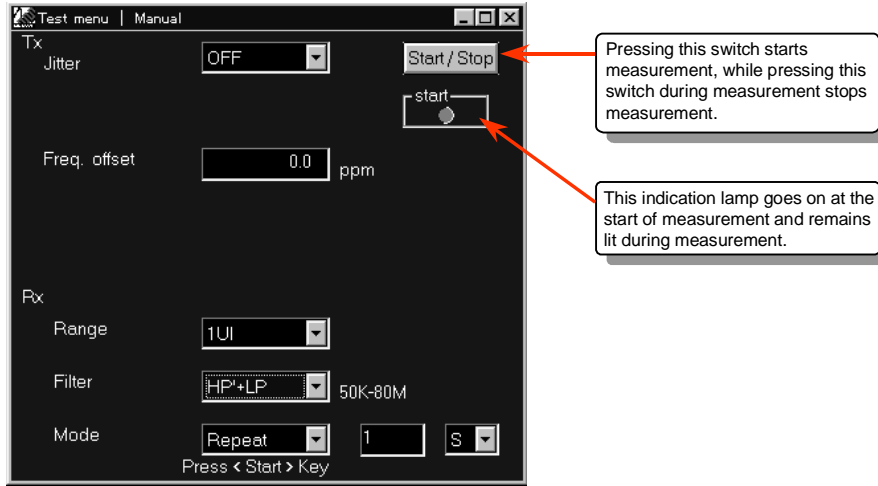 Test menu | Manual
Tx
Jitter
OFF
Start / Stop
start
Freq. offset
0.0
ppm
Rx
Range
1UI
Filter
HP'+LP
50K-80M
Mode
Repeat
1
S
Press < Start > Key
Pressing this switch starts
measurement, while pressing this
switch during measurement stops
measurement.
This indication lamp goes on at the
start of measurement and remains
lit during measurement.